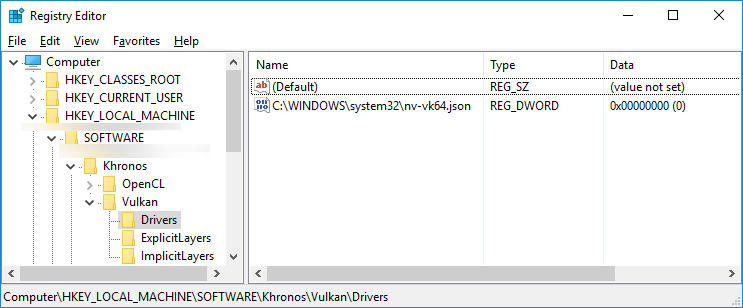 Registry Editor
File Edit View Favorites Help
Computer
HKEY_CLASSES_ROOT
HKEY_CURRENT_USER
HKEY_LOCAL_MACHINE
SOFTWARE
Khronos
OpenCL
Vulkan
Drivers
ExplicitLayers
ImplicitLayers
Name Type Data
ab (Default) REG_SZ (value not set)
C:\WINDOWS\system32\nv-vk64.json REG_DWORD 0x00000000 (0)
Computer\HKEY_LOCAL_MACHINE\SOFTWARE\Khronos\Vulkan\Drivers